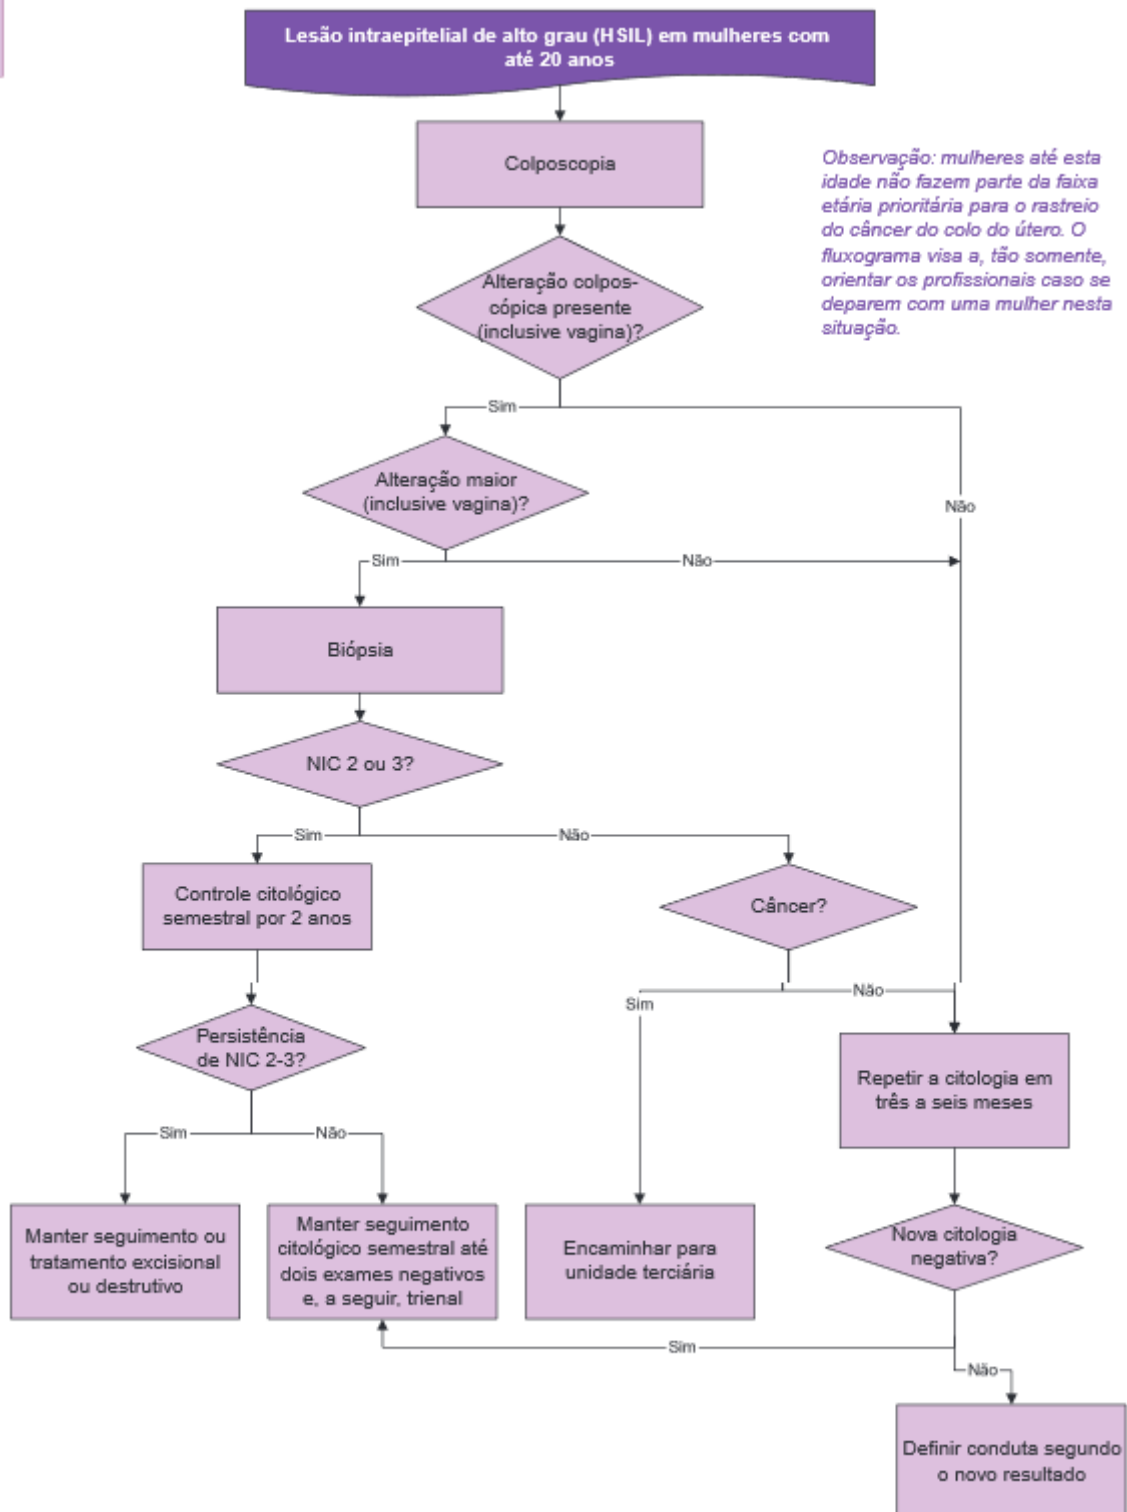 Lesão intraepitelial de alto grau (HSIL) em mulheres com
até 20 anos
Colposcopia
Observação: mulheres até esta
idade não fazem parte da faixa
etária prioritária para o rastreio
do câncer do colo do útero. O
fluxograma visa a, tão somente,
orientar os profissionais caso se
deparem com uma mulher nesta
situação.
Alteração colpos-
cópica presente
(inclusive vagina)?
Sim
Não
Alteração maior
(inclusive vagina)?
Sim
Não
Biópsia
NIC 2 ou 3?
Sim
Não
Controle citológico
semestral por 2 anos
Câncer?
Sim
Não
Persistência
de NIC 2-3?
Repetir a citologia em
três a seis meses
Sim
Não
Manter seguimento ou
tratamento excisional
ou destrutivo
Manter seguimento
citológico semestral até
dois exames negativos
e, a seguir, trienal
Encaminhar para
unidade terciária
Nova citologia
negativa?
Sim
Não
Definir conduta segundo
o novo resultado